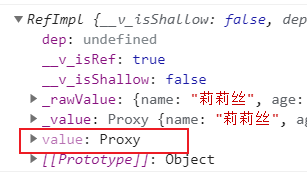 RefImpl {__v_isShallow: false, dep
dep: undefined
__v_isRef: true
__v_isShallow: false
_rawValue: {name: "莉莉丝", age:
_value: Proxy {name: "莉莉丝", ag
value: Proxy
[[Prototype]]: Object